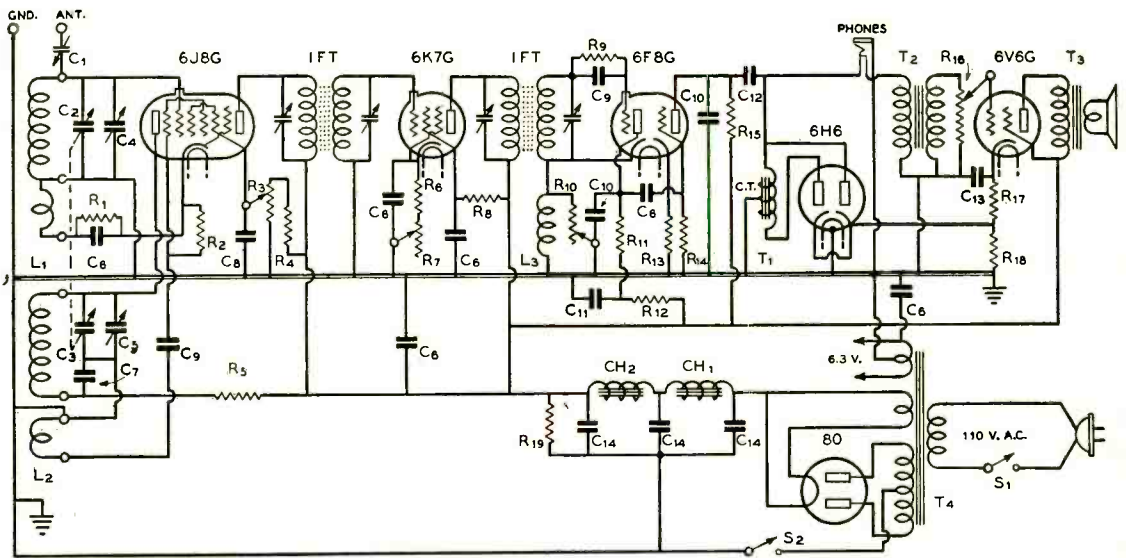 GND. ANT.
C1
6J8G
IFT
6K7G
IFT
R9
C9
6F8G
C10
C12
R15
PHONES
T2
R16
6V6G
T3
C2
C4
6H6
C.T.
T1
C13
R17
R18
R1
C6
R2
R3
C8
R4
C6
R6
R7
R8
C6
R10
C10
L3
C6
R11
R13
R14
L1
C11
R12
C6
C3
C5
C7
C9
R5
C6
6.3 V.
L2
CH2
CH1
R19
C14
C14
C14
80
110 V. A.C.
S1
T4
S2